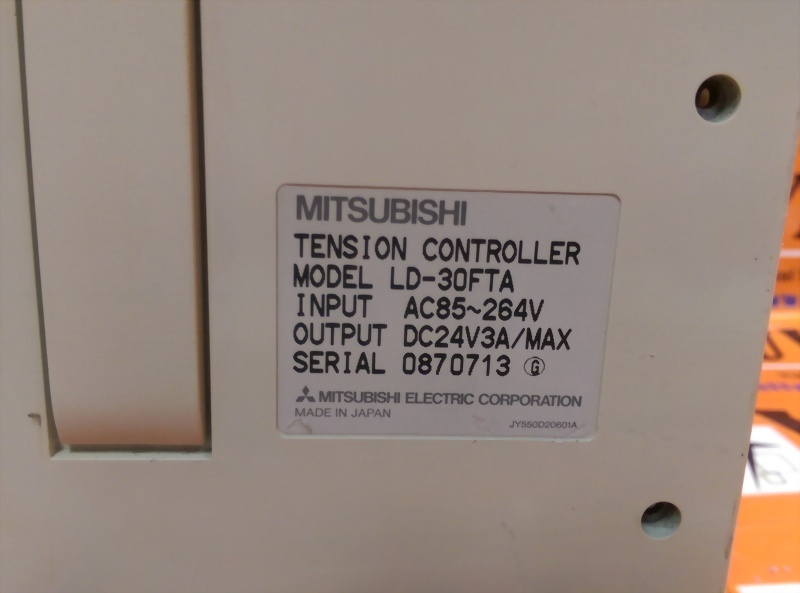 MITSUBISHI
TENSION CONTROLLER
MODEL LD-30FTA
INPUT AC85~264V
OUTPUT DC24V3A/MAX
SERIAL 0870713 Ⓖ
MITSUBISHI ELECTRIC CORPORATION
MADE IN JAPAN
JY550D20601A